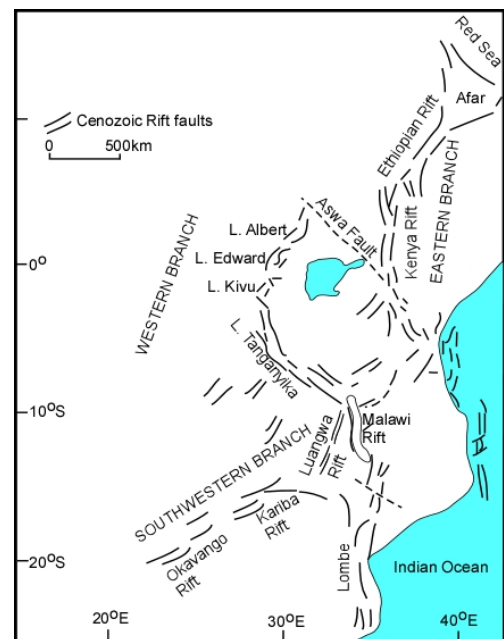 Red Sea
Afar
Cenozoic Rift faults
0 500km
Ethiopian Rift
EASTERN BRANCH
Kenya Rift
Aswa Fault
L. Albert
L. Edward
L. Kivu
WESTERN BRANCH
L. Tanganyika
0°
10°S
Malawi
Rift
Luangwa
Rift
SOUTHWESTERN BRANCH
Kariba
Rift
Okavango
Rift
Lombe
Indian Ocean
20°S
20°E
30°E
40°E